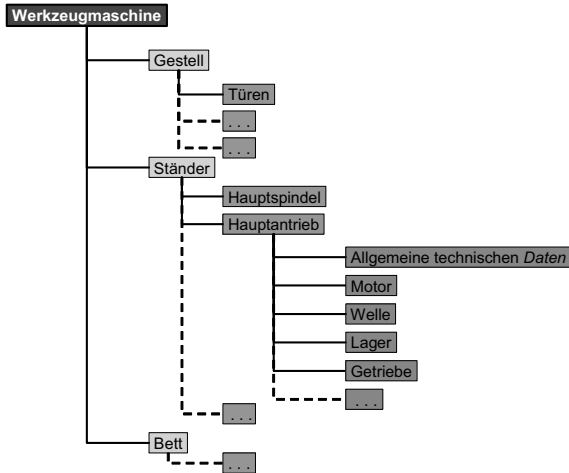 Werkzeugmaschine
Gestell
Türen
. . .
. . .
Ständer
Hauptspindel
Hauptantrieb
Allgemeine technischen Daten
Motor
Welle
Lager
Getriebe
. . .
. . .
Bett
. . .